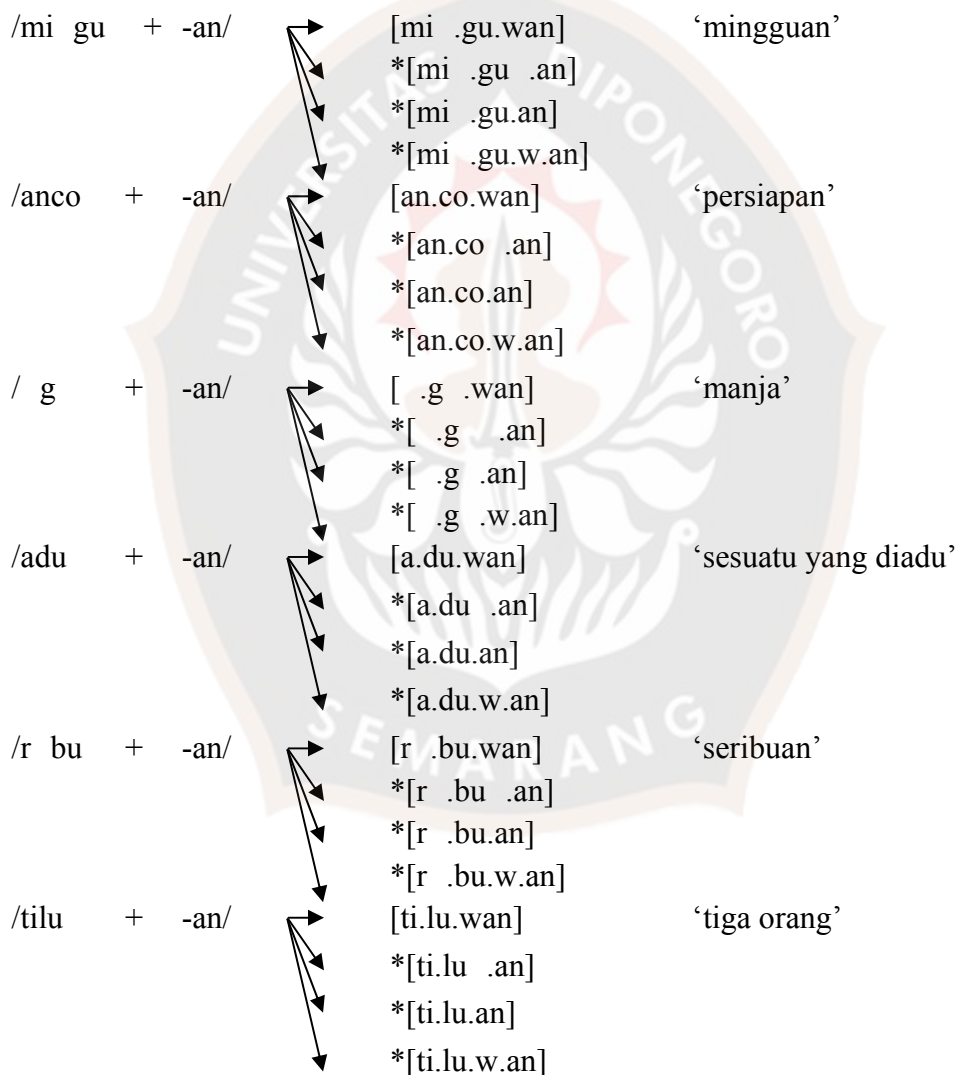 /mi gu + -an/ [mi .gu.wan] ‘mingguan’
*[mi .gu .an]
*[mi .gu.an]
*[mi .gu.w.an]
/anco + -an/ [an.co.wan] ‘persiapan’
*[an.co .an]
*[an.co.an]
*[an.co.w.an]
/ g + -an/ [ .g .wan] ‘manja’
*[ .g .an]
*[ .g .an]
*[ .g .w.an]
/adu + -an/ [a.du.wan] ‘sesuatu yang diadu’
*[a.du .an]
*[a.du.an]
*[a.du.w.an]
/r bu + -an/ [r .bu.wan] ‘seribuan’
*[r .bu .an]
*[r .bu.an]
*[r .bu.w.an]
/tilu + -an/ [ti.lu.wan] ‘tiga orang’
*[ti.lu .an]
*[ti.lu.an]
*[ti.lu.w.an]
UNIVERSITAS DIPONEGORO
SEMARANG